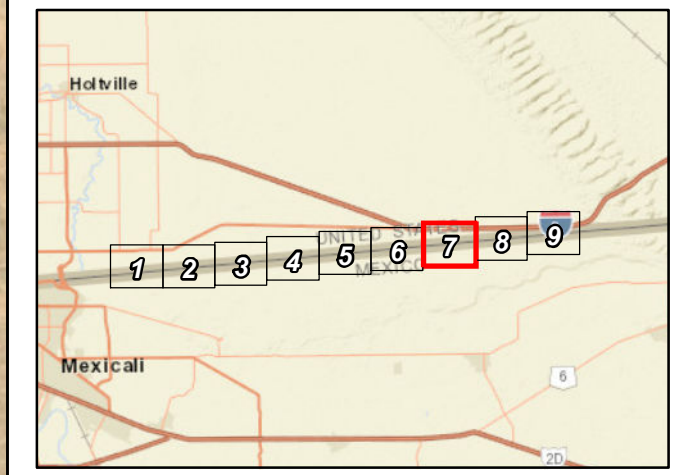 Holtville
UNITED STATES
1 2 3 4 5 6 7 8 9
MEXICO
Mexicali
6
2D